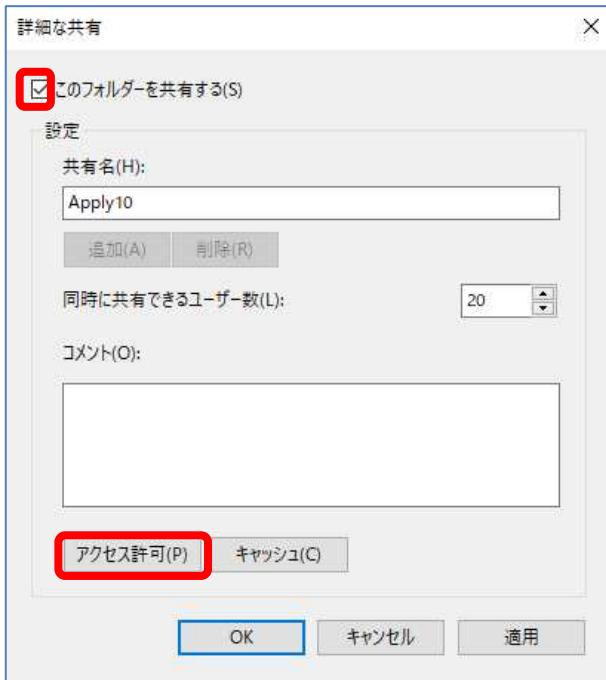 詳細な共有
このフォルダーを共有する(S)
設定
共有名(H):
Apply10
追加(A) 削除(R)
同時に共有できるユーザー数(L): 20
コメント(O):
アクセス許可(P) キャッシュ(C)
OK キャンセル 適用